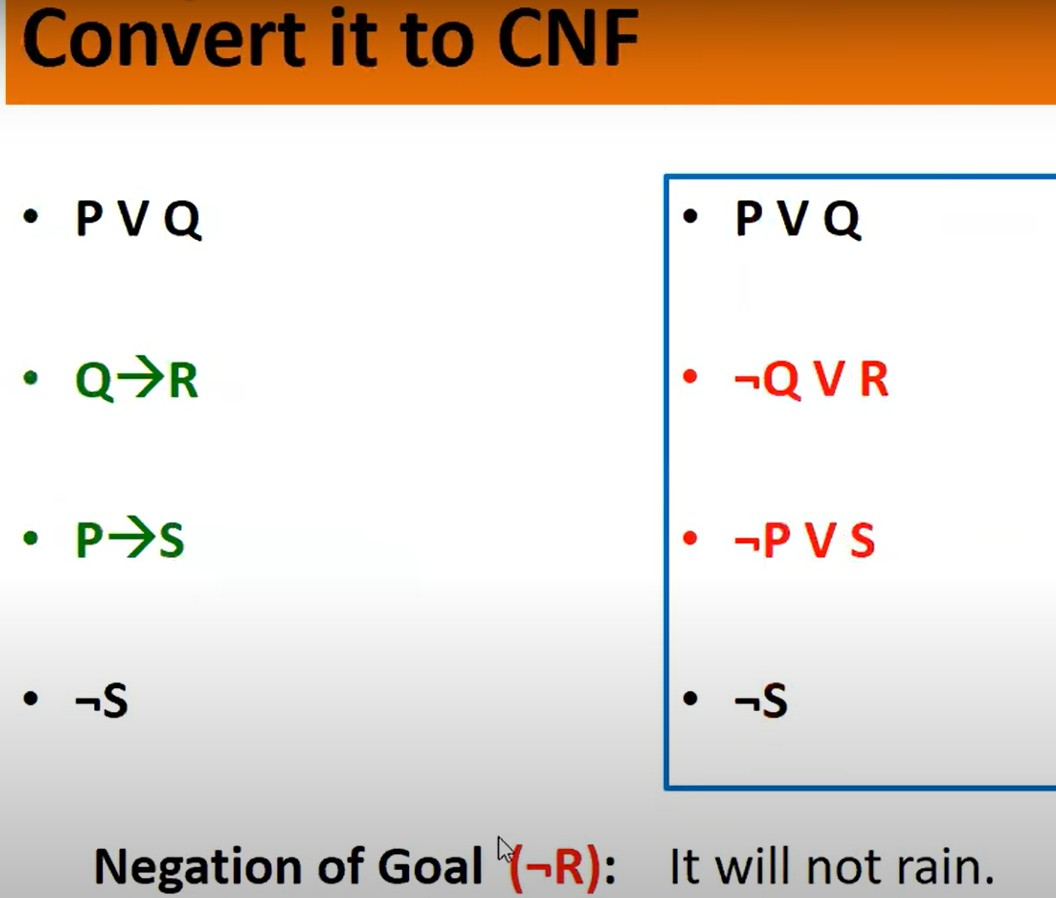 Convert it to CNF
• P V Q
• Q→R
• P→S
• ¬S
• P V Q
• ¬Q V R
• ¬P V S
• ¬S
Negation of Goal (¬R): It will not rain.